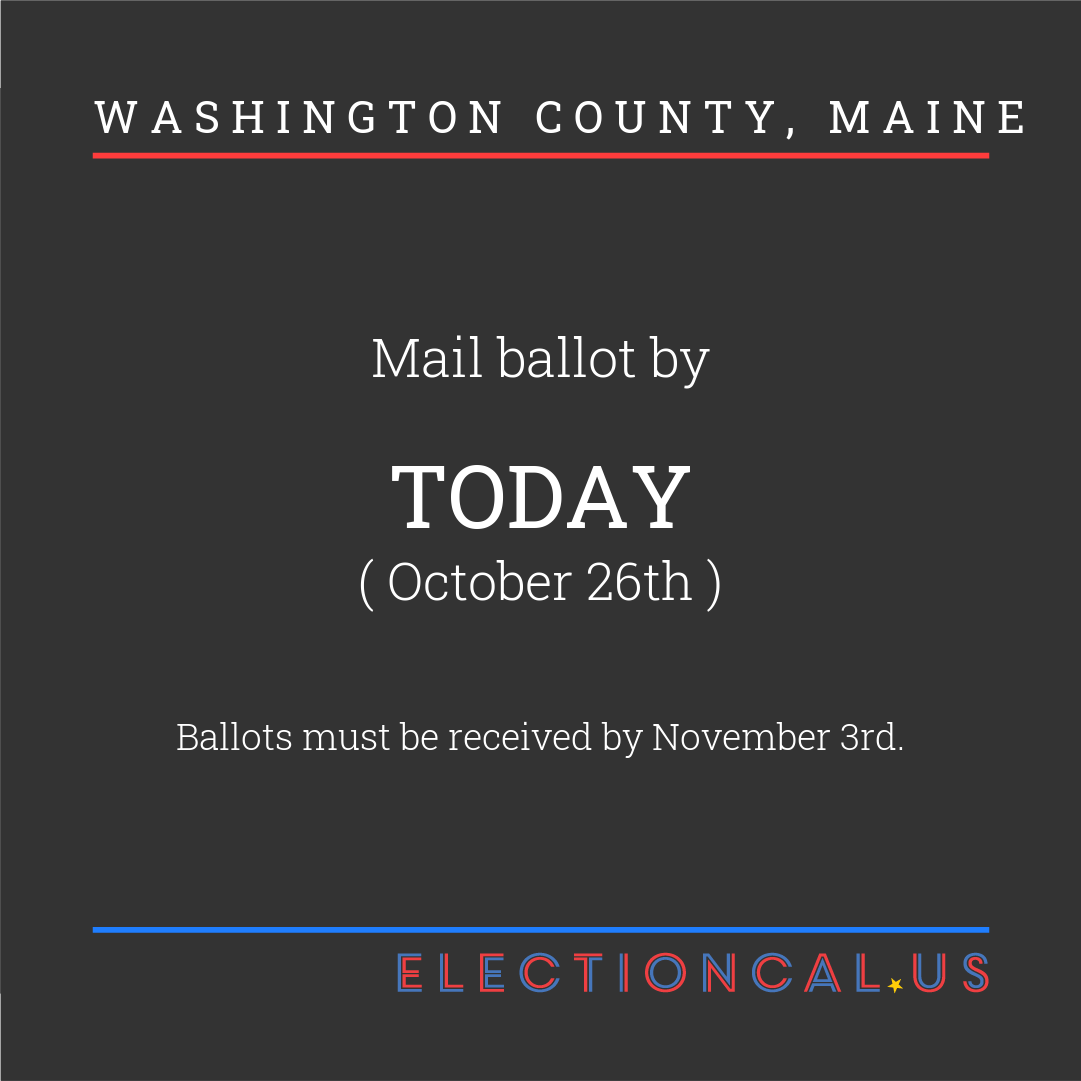 WASHINGTON COUNTY, MAINE
Mail ballot by
TODAY
( October 26th )
Ballots must be received by November 3rd.
ELECTIONCAL.US